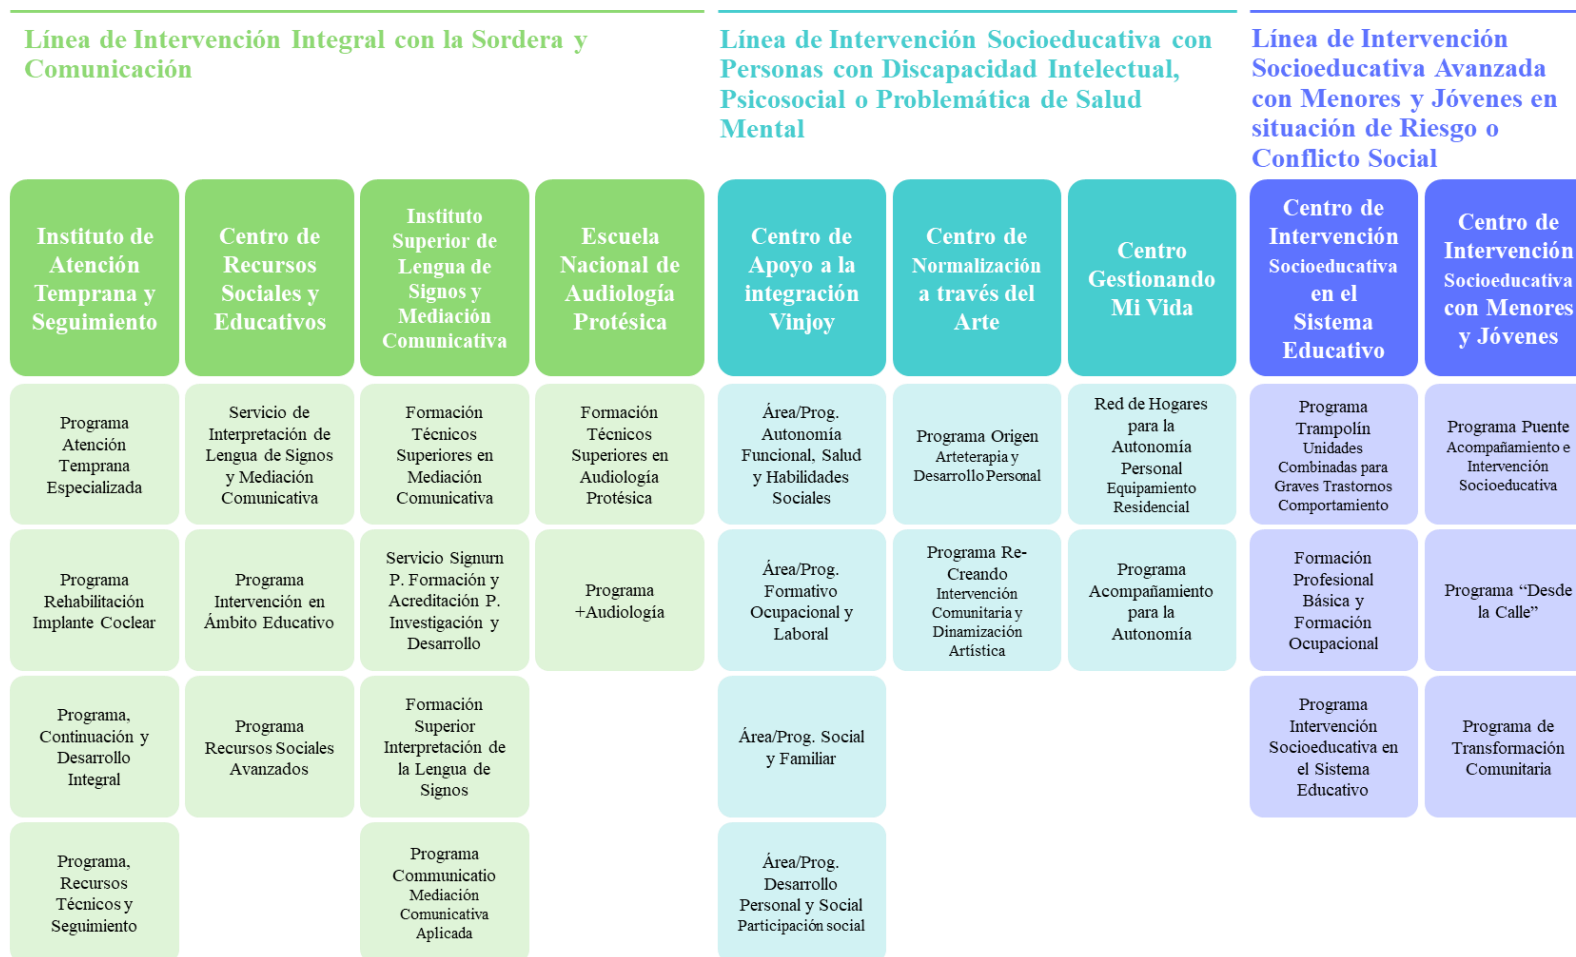 Línea de Intervención Integral con la Sordera y
Comunicación
Línea de Intervención Socioeducativa con
Personas con Discapacidad Intelectual,
Psicosocial o Problemática de Salud
Mental
Línea de Intervención
Socioeducativa Avanzada
con Menores y Jóvenes en
situación de Riesgo o
Conflicto Social
Instituto de
Atención
Temprana y
Seguimiento
Centro de
Recursos
Sociales y
Educativos
Instituto
Superior de
Lengua de
Signos y
Mediación
Comunicativa
Escuela
Nacional de
Audiología
Protésica
Centro de
Apoyo a la
integración
Vinjoy
Centro de
Normalización
a través del
Arte
Centro
Gestionando
Mi Vida
Centro de
Intervención
Socioeducativa
en el
Sistema
Educativo
Centro de
Intervención
Socioeducativa
con Menores
y Jóvenes
Programa
Atención
Temprana
Especializada
Servicio de
Interpretación de
Lengua de Signos
y Mediación
Comunicativa
Formación
Técnicos
Superiores en
Mediación
Comunicativa
Formación
Técnicos
Superiores en
Audiología
Protésica
Área/Prog.
Autonomía
Funcional, Salud
y Habilidades
Sociales
Programa Origen
Arteterapia y
Desarrollo Personal
Red de Hogares
para la
Autonomía
Personal
Equipamiento
Residencial
Programa
Trampolín
Unidades
Combinadas para
Graves Trastornos
Comportamiento
Programa Puente
Acompañamiento e
Intervención
Socioeducativa
Programa
Rehabilitación
Implante Coclear
Programa
Intervención en
Ámbito Educativo
Servicio Signurn
P. Formación y
Acreditación P.
Investigación y
Desarrollo
Programa
+Audiología
Área/Prog.
Formativo
Ocupacional y
Laboral
Programa Re-
Creando
Intervención
Comunitaria y
Dinamización
Artística
Programa
Acompañamiento
para la
Autonomía
Formación
Profesional
Básica y
Formación
Ocupacional
Programa “Desde
la Calle”
Programa,
Continuación y
Desarrollo
Integral
Programa
Recursos Sociales
Avanzados
Formación
Superior
Interpretación de
la Lengua de
Signos
Área/Prog. Social
y Familiar
Programa
Intervención
Socioeducativa en
el Sistema
Educativo
Programa de
Transformación
Comunitaria
Programa,
Recursos
Técnicos y
Seguimiento
Programa
Communicatio
Mediación
Comunicativa
Aplicada
Área/Prog.
Desarrollo
Personal y Social
Participación social